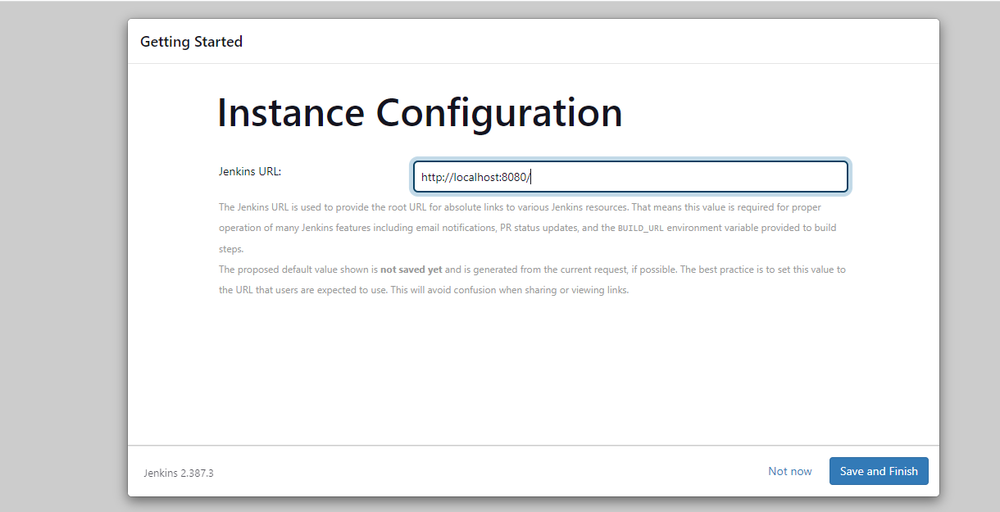 Getting Started
Instance Configuration
Jenkins URL:
http://localhost:8080/
The Jenkins URL is used to provide the root URL for absolute links to various Jenkins resources. That means this value is required for proper
operation of many Jenkins features including email notifications, PR status updates, and the BUILD_URL environment variable provided to build
steps.
The proposed default value shown is not saved yet and is generated from the current request, if possible. The best practice is to set this value to
the URL that users are expected to use. This will avoid confusion when sharing or viewing links.
Jenkins 2.387.3
Not now
Save and Finish